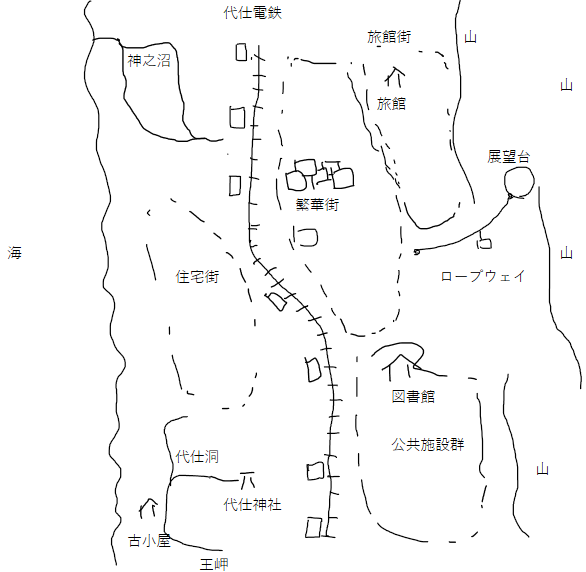 代仕電鉄
旅館街
山
神之沼
山
旅館
展望台
繁華街
海
住宅街
ロープウェイ
山
図書館
公共施設群
代仕洞
山
代仕神社
古小屋
王岬